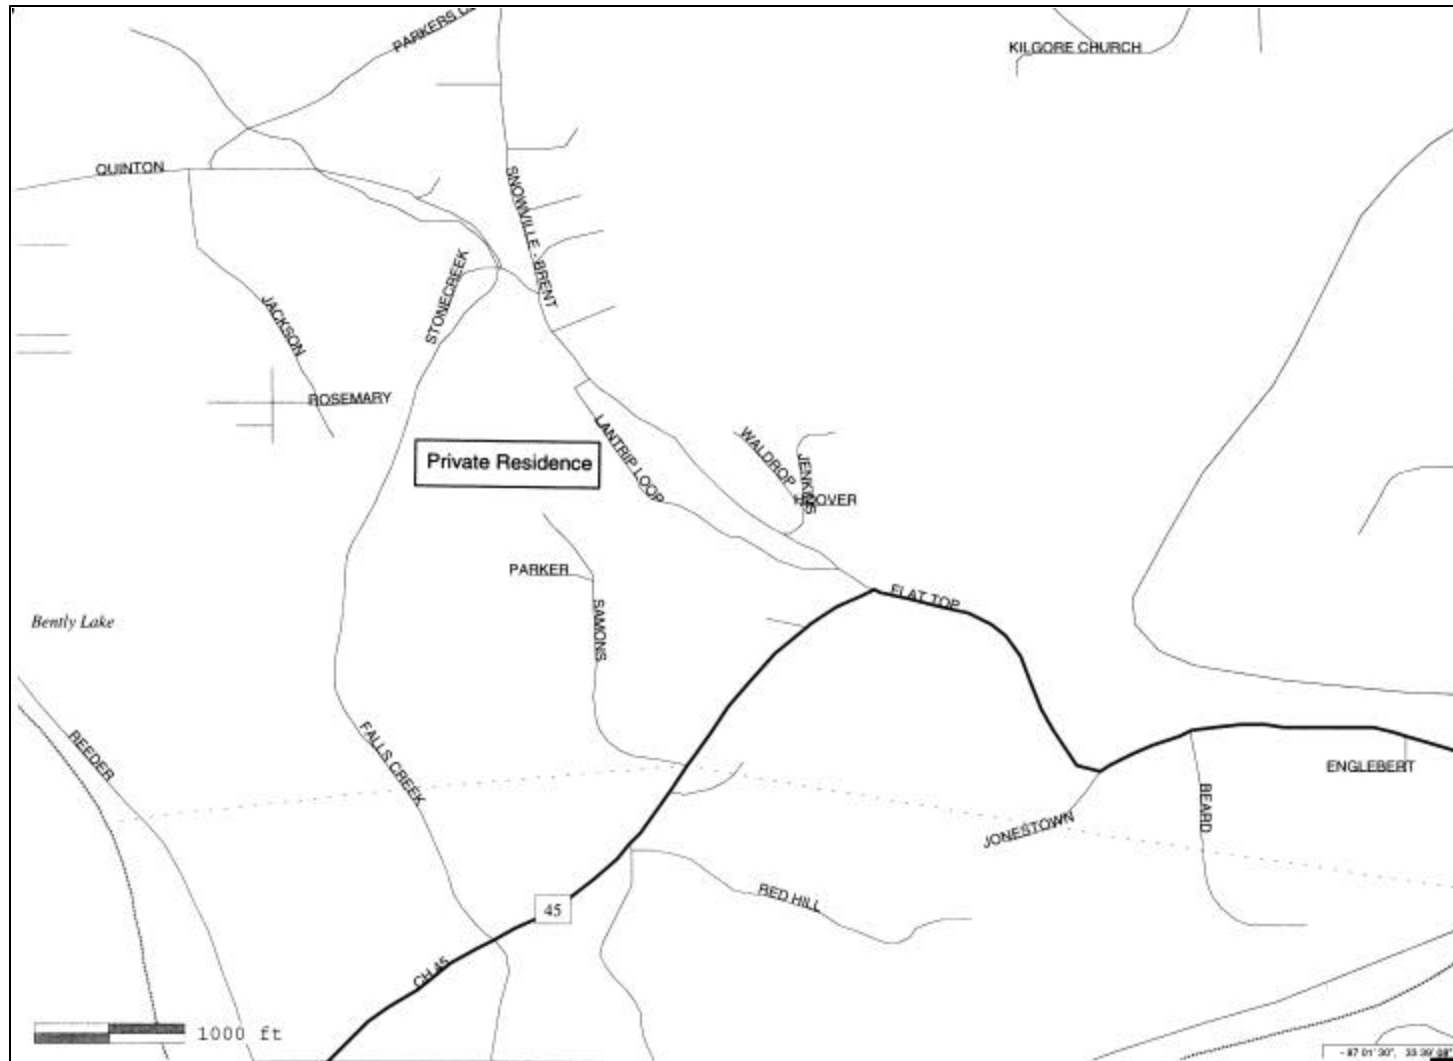 PARKERS
KILGORE CHURCH
QUINTON
SNOWVILLE - BRENT
STONECREEK
JACKSON
ROSEMARY
Private Residence
LANTRIP LOOP
WALDROP
JENKINS
HOOVER
PARKER
SAMONS
FLAT TOP
Bently Lake
REEDER
FALLS CREEK
ENGLEBERT
BEARD
JONESTOWN
RED HILL
45
CH 45
1000 ft